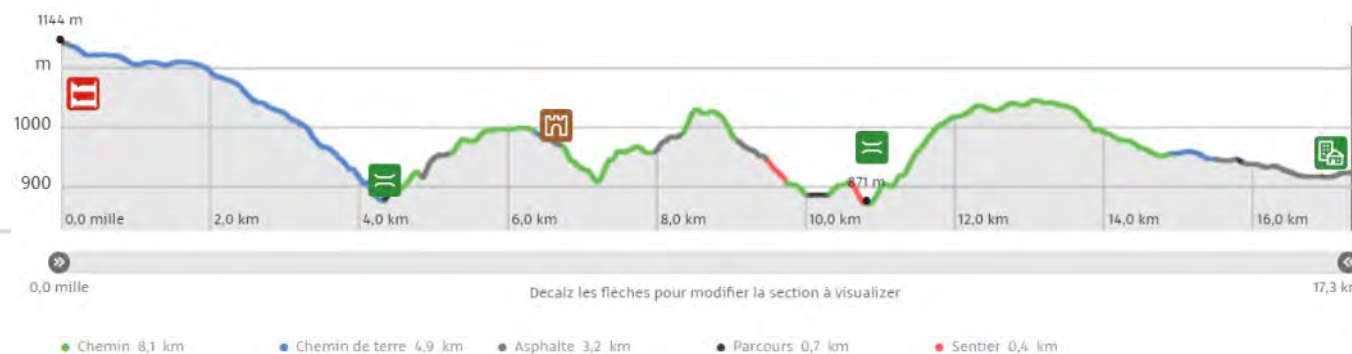 1144 m
m
1000
900
871 m
0,0 mille 2,0 km 4,0 km 6,0 km 8,0 km 10,0 km 12,0 km 14,0 km 16,0 km
0,0 mille 17,3 km
Decalz les flèches pour modifier la section à visualizer
Chemin 8,1 km Chemin de terre 4,9 km Asphalte 3,2 km Parcours 0,7 km Sentier 0,4 km